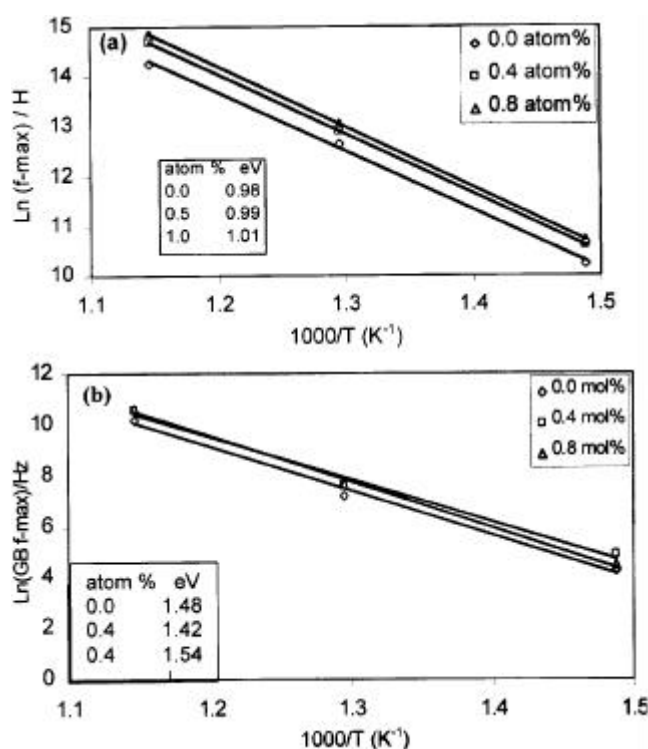 (a)
15
14
13
12
11
10
Ln (f-max) / H
0.0 atom%
0.4 atom%
0.8 atom%
atom % eV
0.0 0.98
0.5 0.99
1.0 1.01
1.1 1.2 1.3 1.4 1.5
1000/T (K-1)
(b)
12
10
8
6
4
2
0
Ln(GB f-max)/Hz
0.0 mol%
0.4 mol%
0.8 mol%
atom % eV
0.0 1.48
0.4 1.42
0.4 1.54
1.1 1.2 1.3 1.4 1.5
1000/T (K-1)